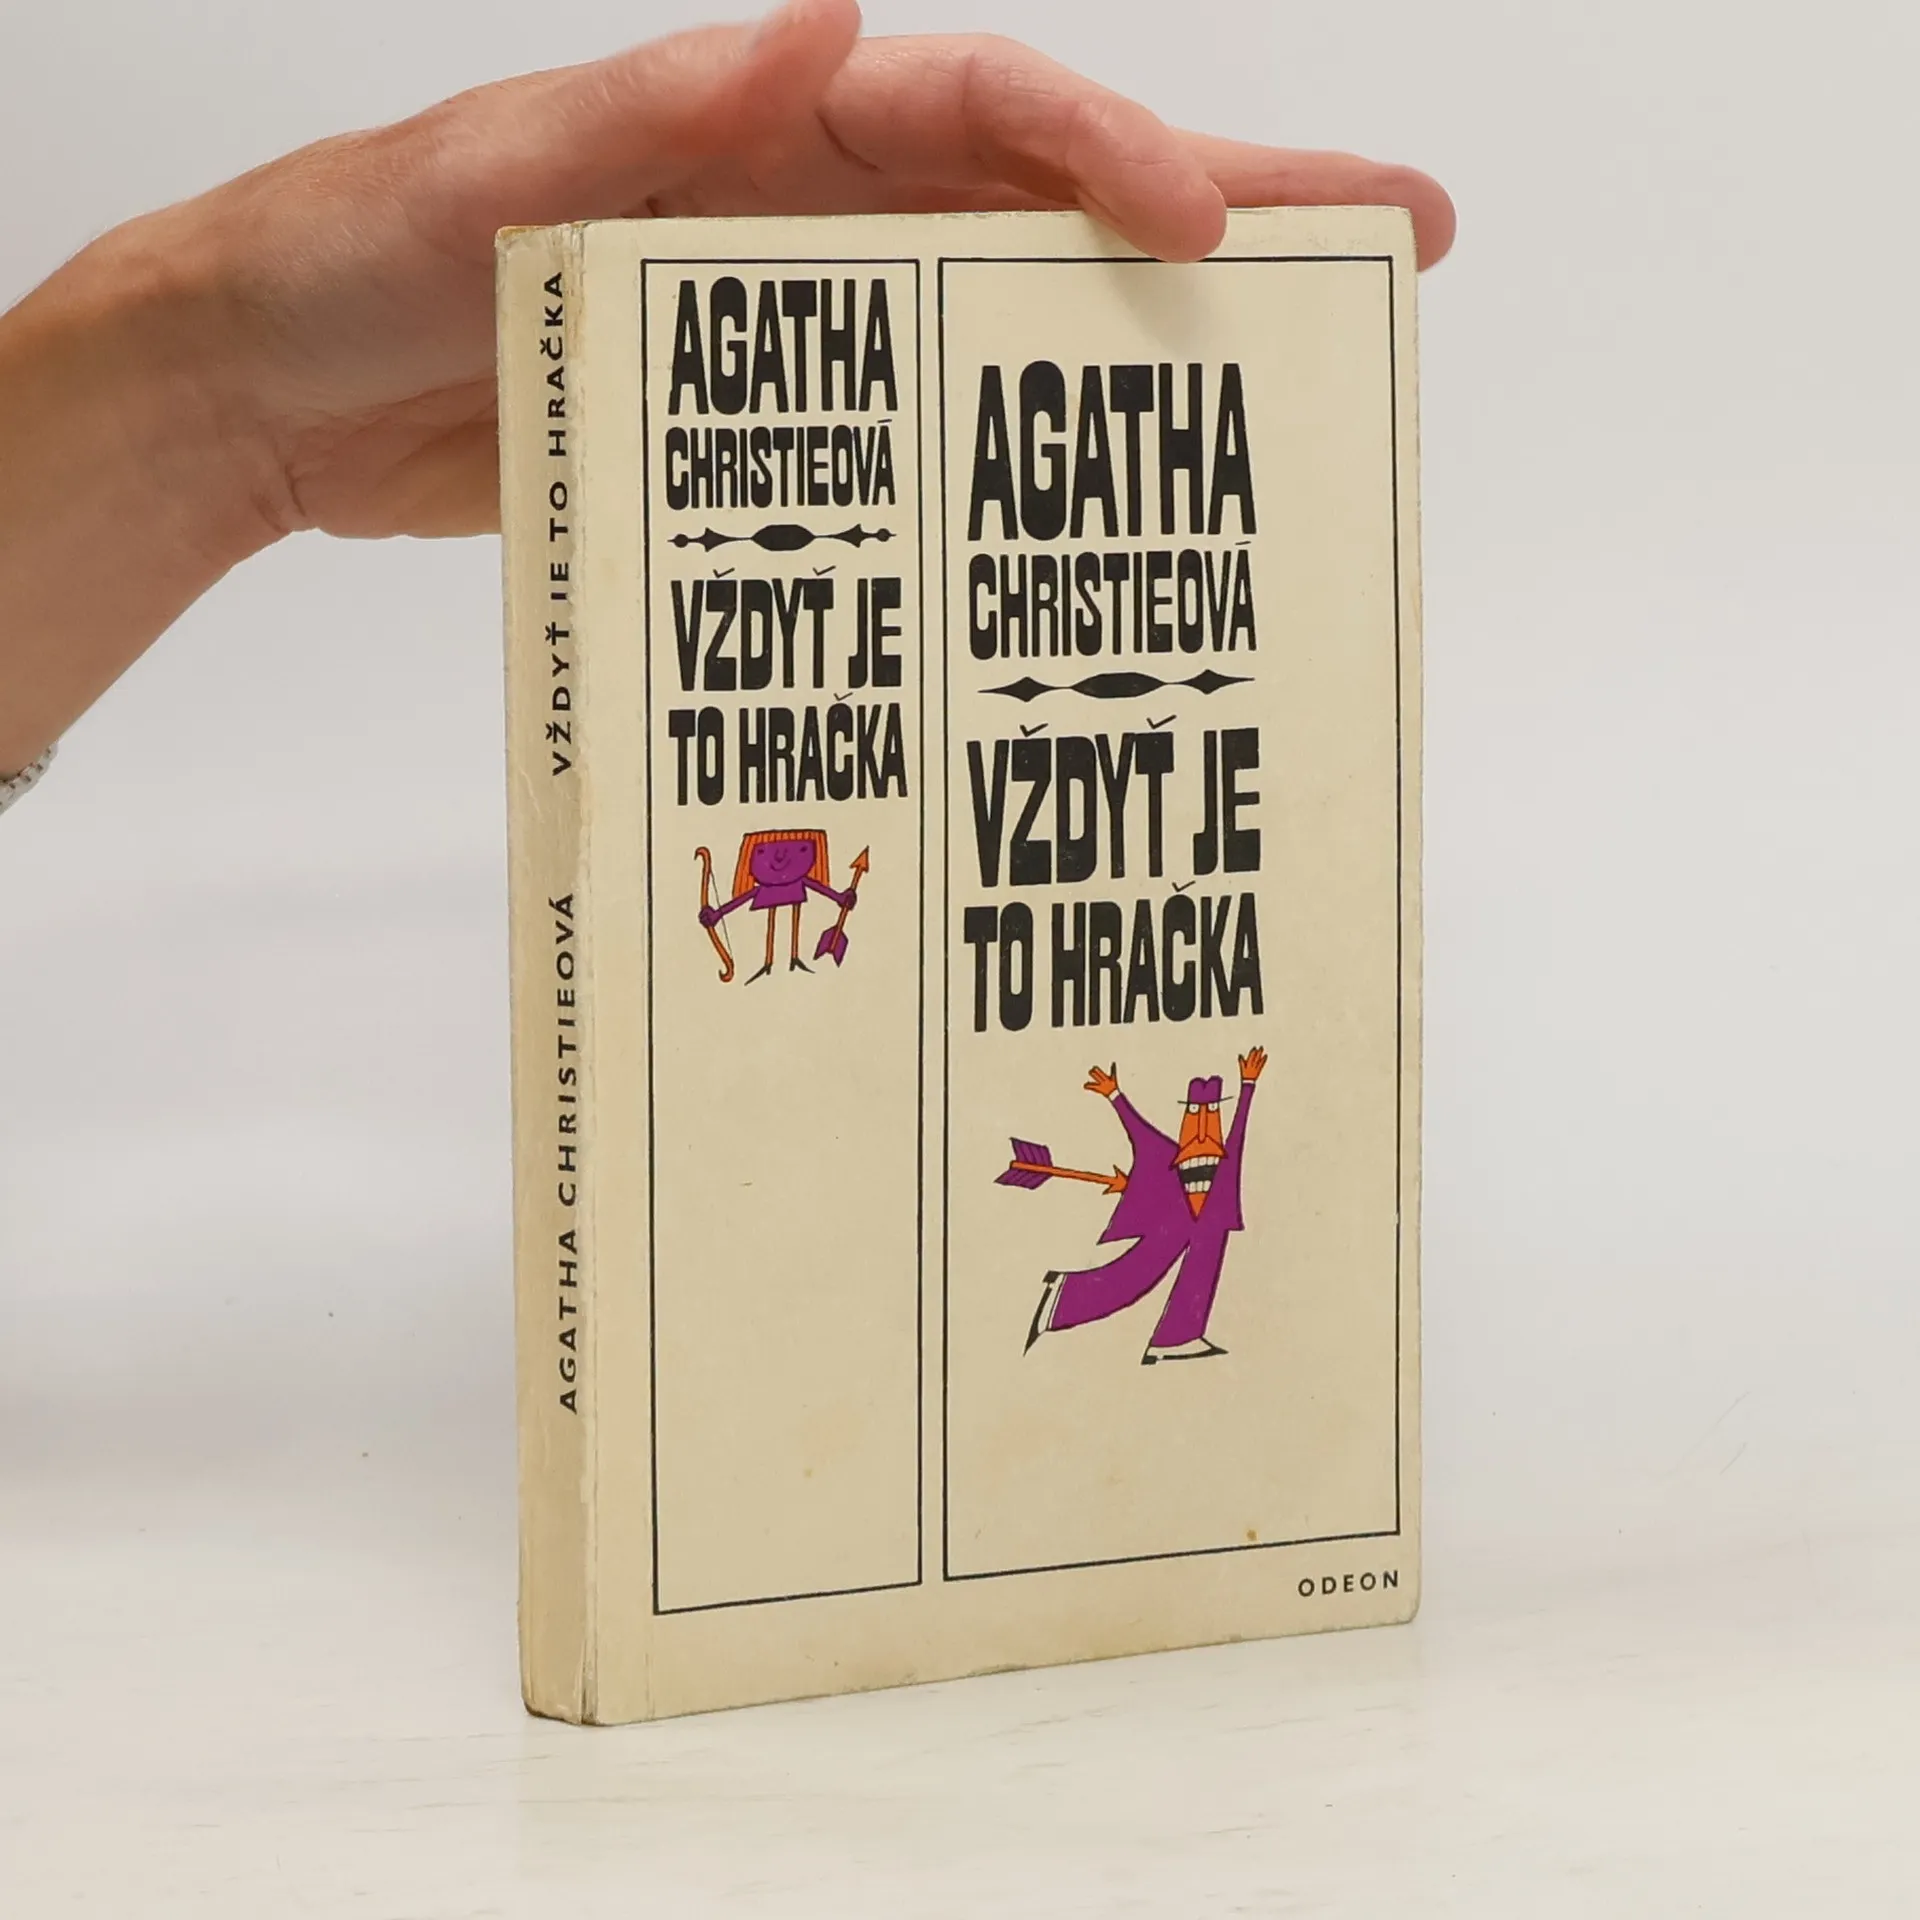 VŽDYŤ JE TO HRAČKA
AGATHA CHRISTIEOVÁ
AGATHA
CHRISTIEOVÁ
VŽDYŤ JE
TO HRAČKA
AGATHA
CHRISTIEOVÁ
VŽDYŤ JE
TO HRAČKA
ODEON